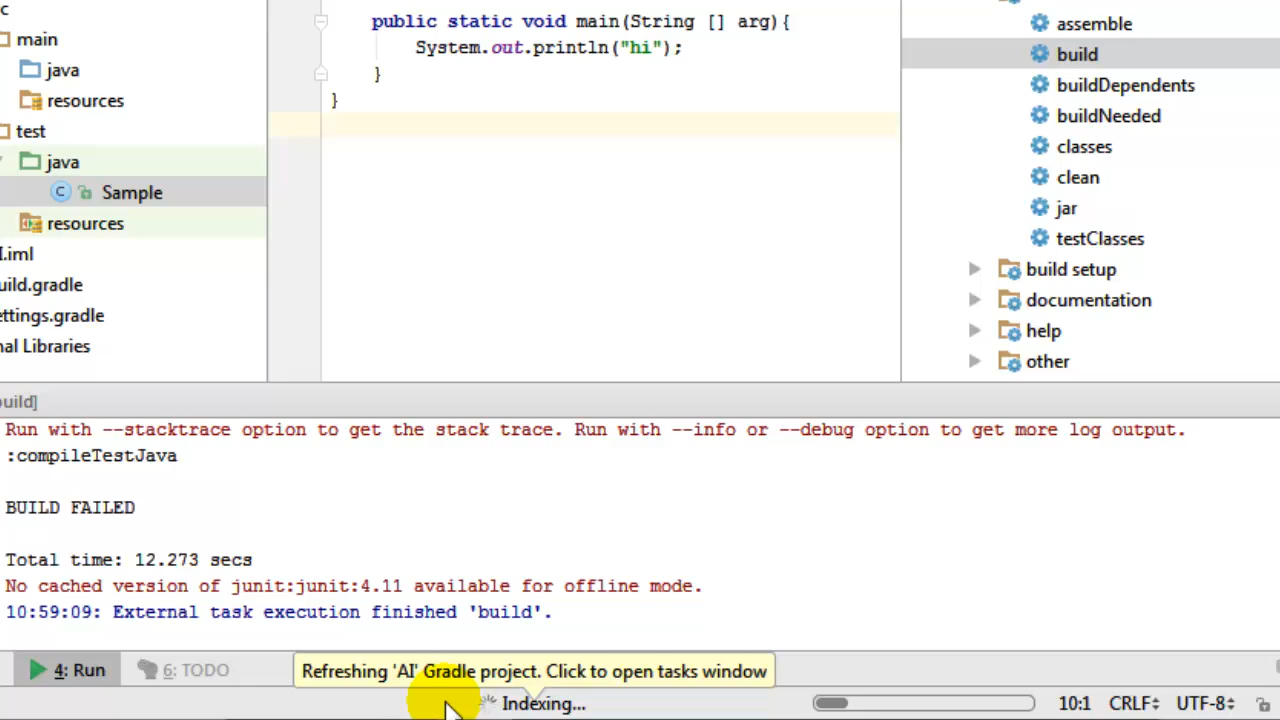 c
main
java
resources
test
java
C Sample
resources
I.iml
uild.gradle
ettings.gradle
nal Libraries
public static void main(String [] arg){
System.out.println("hi");
}
}
assemble
build
buildDependents
buildNeeded
classes
clean
jar
testClasses
build setup
documentation
help
other
uild]
Run with --stacktrace option to get the stack trace. Run with --info or --debug option to get more log output.
:compileTestJava
BUILD FAILED
Total time: 12.273 secs
No cached version of junit:junit:4.11 available for offline mode.
10:59:09: External task execution finished 'build'.
4: Run 6: TODO
Refreshing 'AI' Gradle project. Click to open tasks window
Indexing... 10:1 CRLF UTF-8